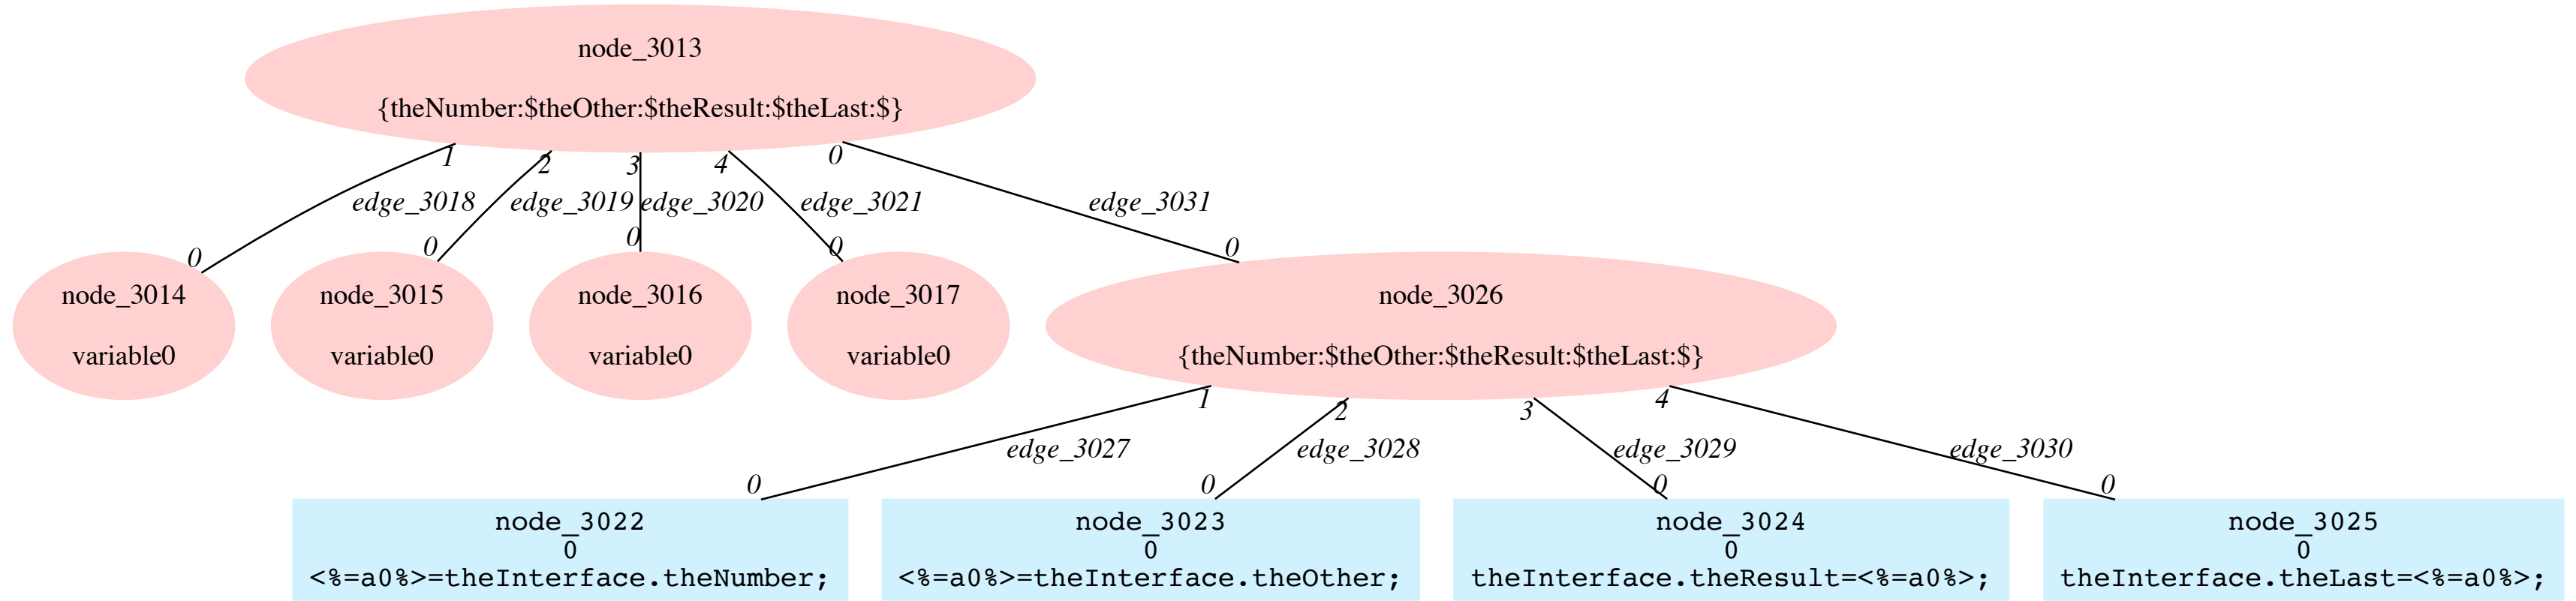 node_3013
{theNumber:$theOther:$theResult:$theLast:$}
1
2
3
4
0
edge_3018
edge_3019
edge_3020
edge_3021
edge_3031
0
0
0
0
0
node_3014
variable0
node_3015
variable0
node_3016
variable0
node_3017
variable0
node_3026
{theNumber:$theOther:$theResult:$theLast:$}
1
2
3
4
edge_3027
edge_3028
edge_3029
edge_3030
0
0
0
0
node_3022
0
<%=a0%>=theInterface.theNumber;
node_3023
0
<%=a0%>=theInterface.theOther;
node_3024
0
theInterface.theResult=<%=a0%>;
node_3025
0
theInterface.theLast=<%=a0%>;